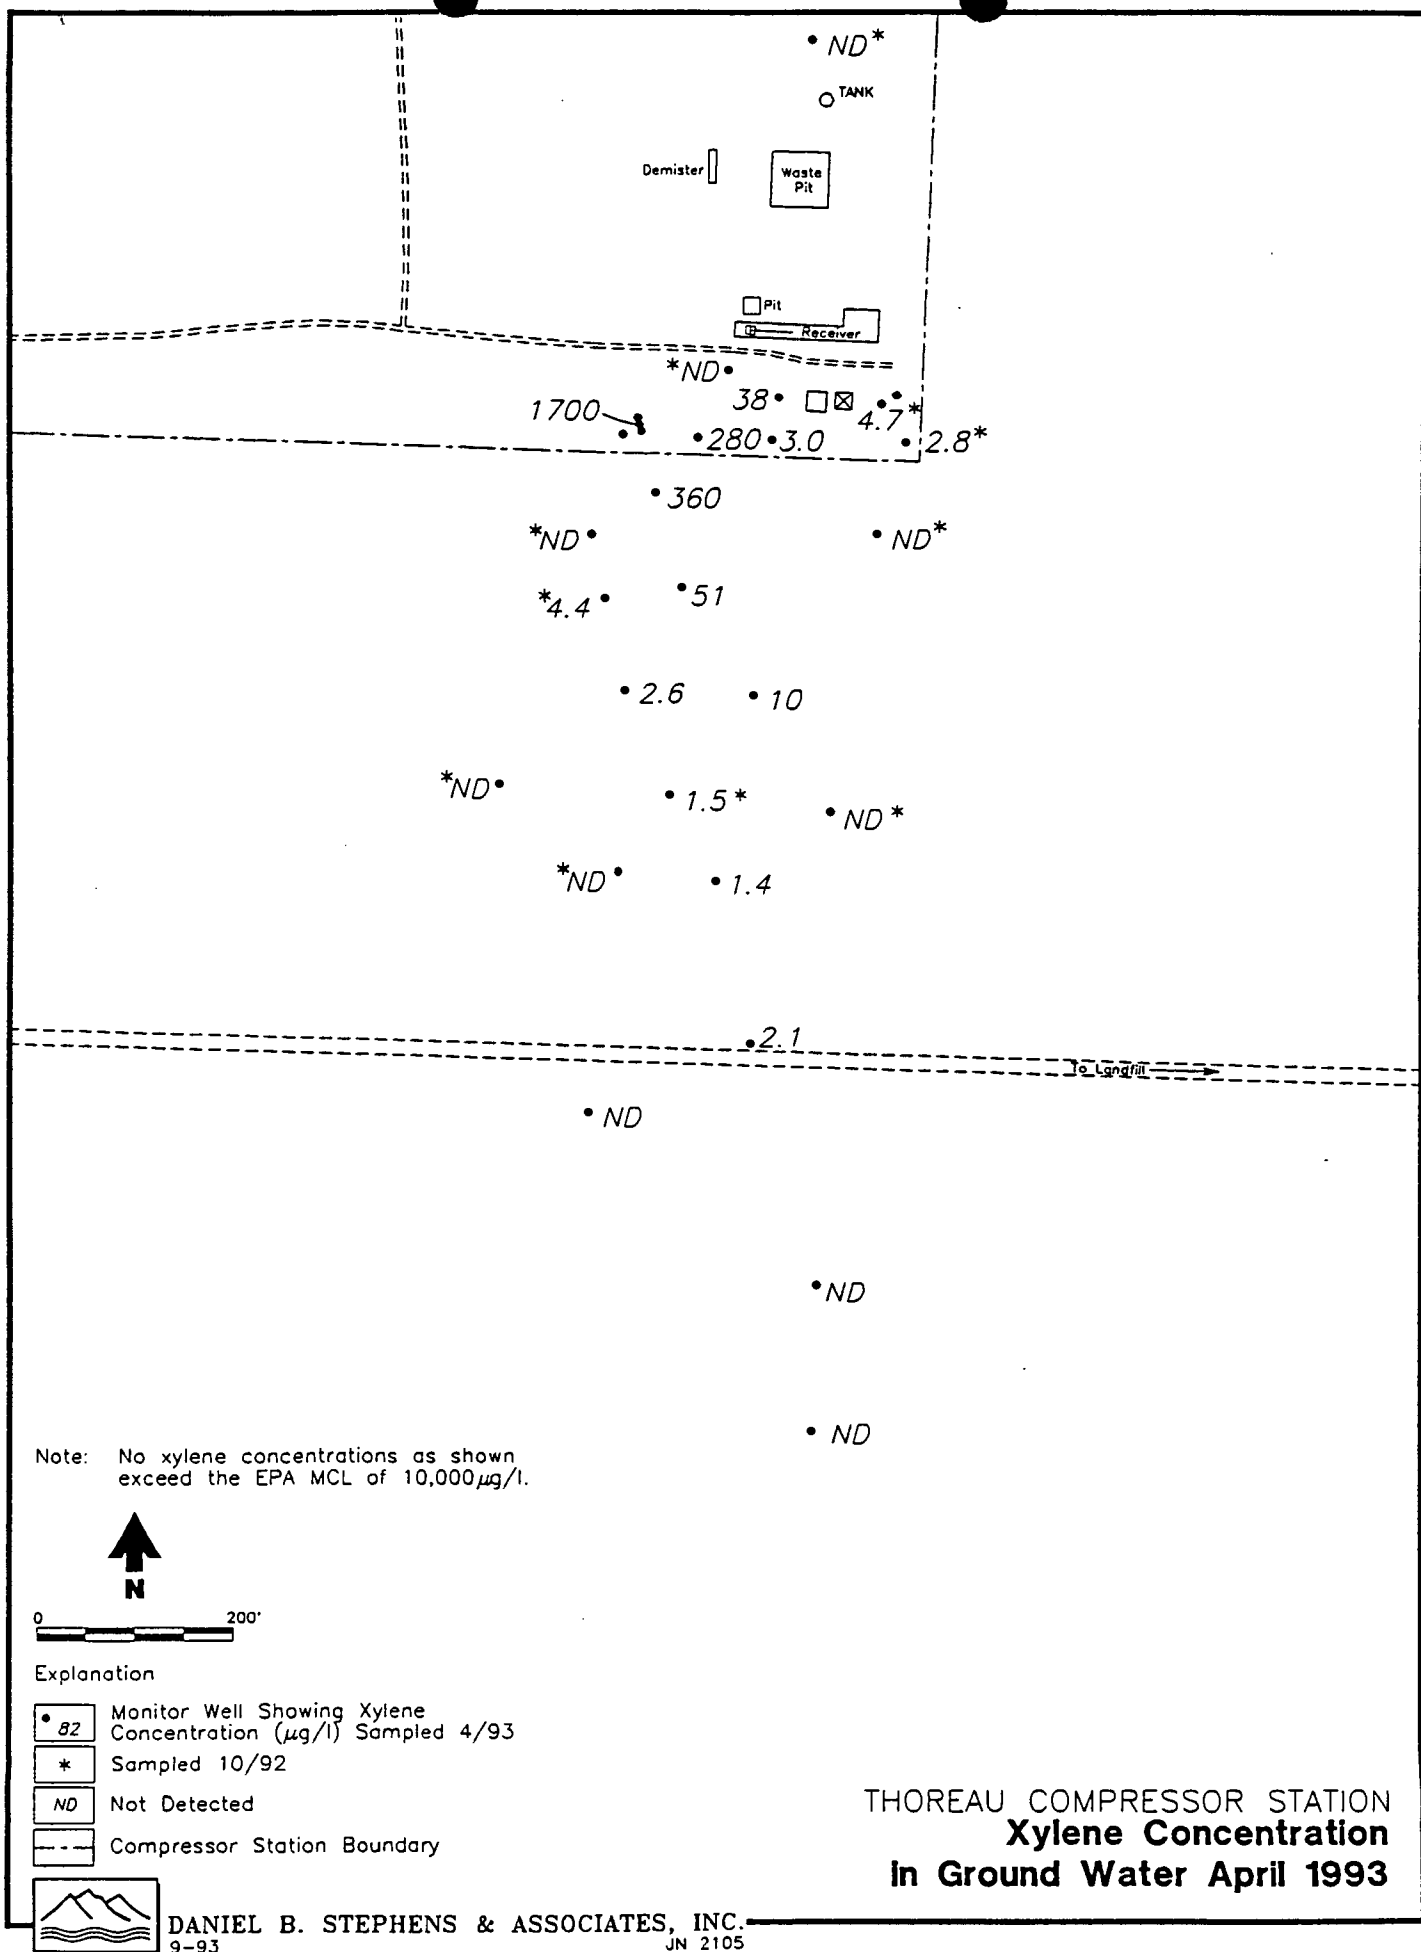 ND*
TANK
Demister
Waste
Pit
Pit
Receiver
*ND
38
4.7*
1700
280
3.0
2.8*
360
*ND
ND*
*4.4
51
2.6
10
*ND
1.5*
ND*
*ND
1.4
2.1
To Landfill
ND
ND
ND
Note: No xylene concentrations as shown
exceed the EPA MCL of 10,000µg/l.
N
0 200'
Explanation
82 Monitor Well Showing Xylene
Concentration (µg/l) Sampled 4/93
* Sampled 10/92
ND Not Detected
Compressor Station Boundary
THOREAU COMPRESSOR STATION
Xylene Concentration
in Ground Water April 1993
DANIEL B. STEPHENS & ASSOCIATES, INC.
9-93 JN 2105